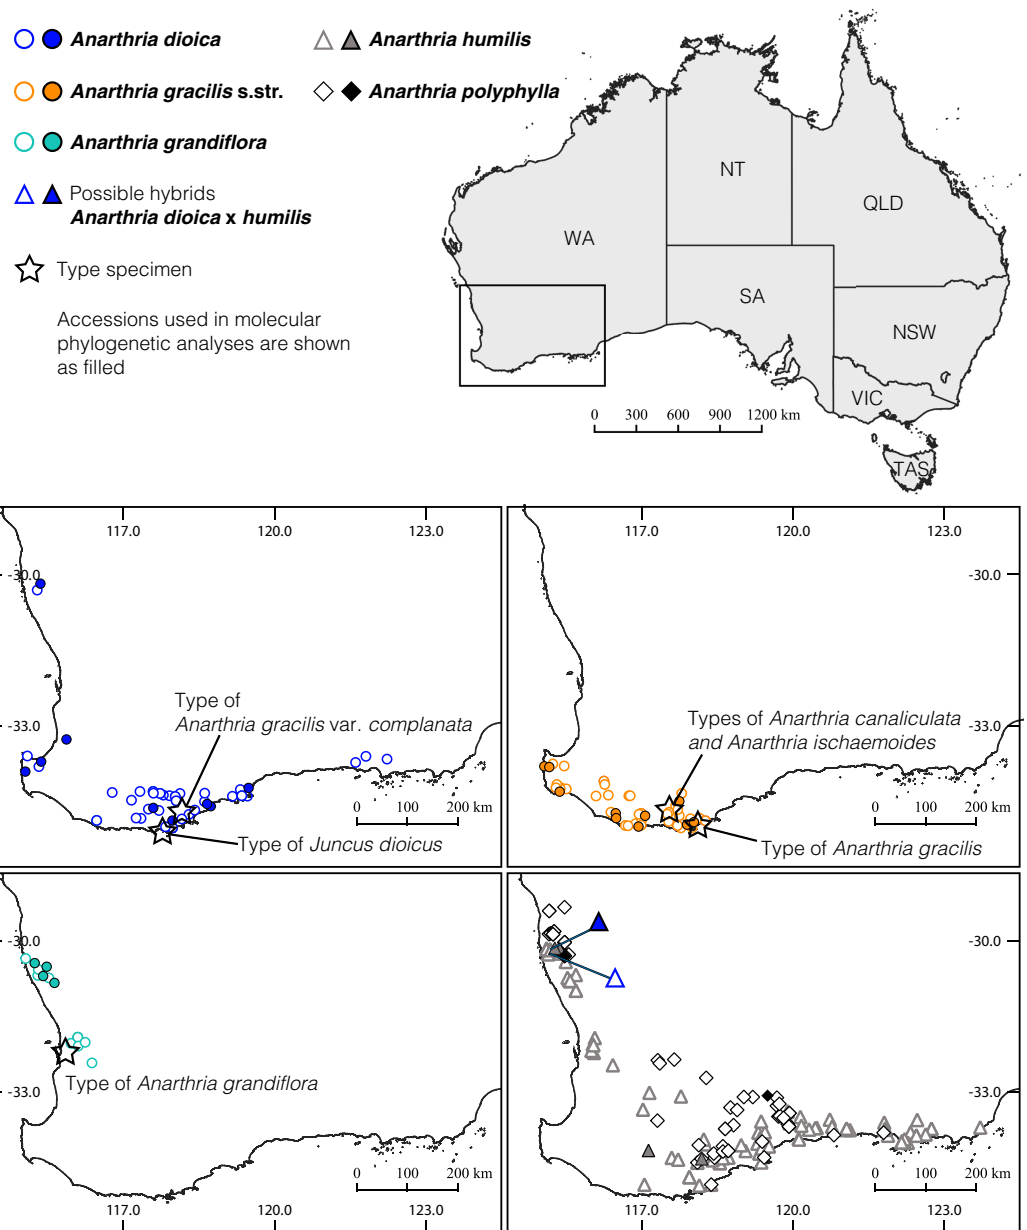 Anarthria dioica
Anarthria humilis
Anarthria gracilis s.str.
Anarthria polyphylla
Anarthria grandiflora
Possible hybrids
Anarthria dioica x humilis
Type specimen
Accessions used in molecular
phylogenetic analyses are shown
as filled
WA
NT
QLD
SA
NSW
VIC
TAS
0 300 600 900 1200 km
117.0 120.0 123.0
-30.0
-33.0
Type of
Anarthria gracilis var. complanata
0 100 200 km
Type of Juncus dioicus
117.0 120.0 123.0
-30.0
-33.0
Types of Anarthria canaliculata
and Anarthria ischaemoides
0 100 200 km
Type of Anarthria gracilis
-30.0
-33.0
Type of Anarthria grandiflora
0 100 200 km
117.0 120.0 123.0
-30.0
-33.0
0 100 200 km
117.0 120.0 123.0